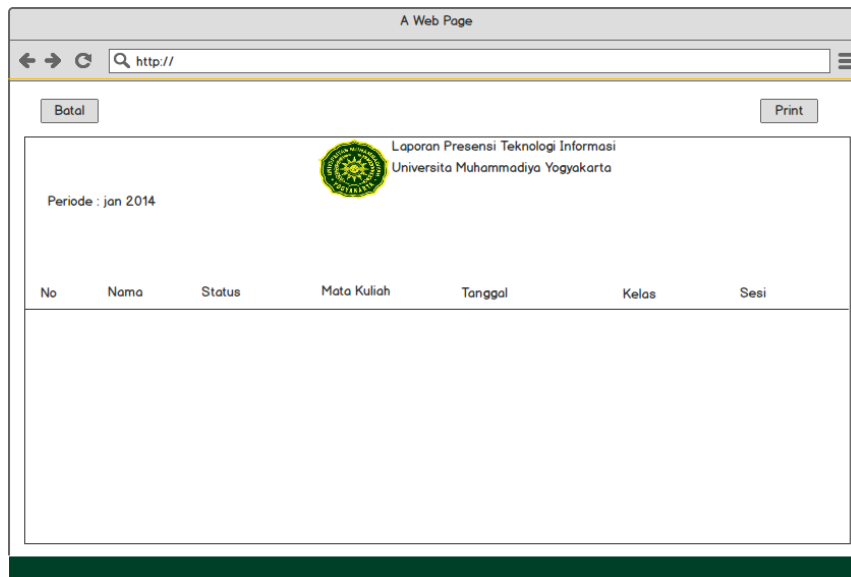 A Web Page
http://
Batal
Print
Laporan Presensi Teknologi Informasi
Universita Muhammadiya Yogyakarta
Periode : jan 2014
No Nama Status Mata Kuliah Tanggal Kelas Sesi